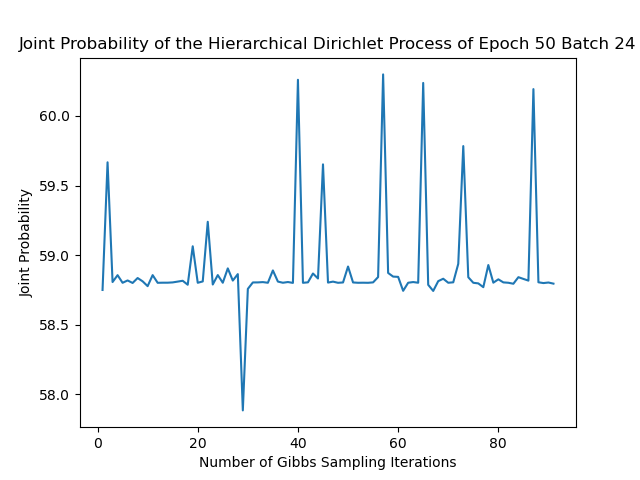 Joint Probability of the Hierarchical Dirichlet Process of Epoch 50 Batch 24
60.0
59.5
59.0
58.5
58.0
Joint Probability
0 20 40 60 80
Number of Gibbs Sampling Iterations